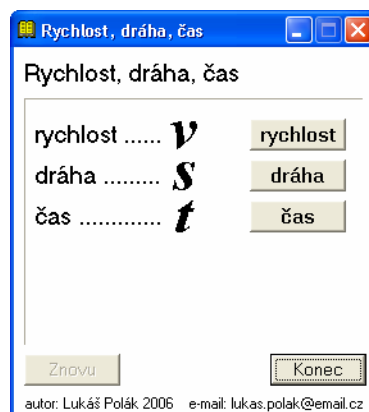 Rychlost, dráha, čas
Rychlost, dráha, čas
rychlost ...... v rychlost
dráha ......... s dráha
čas ............. t čas
Znovu Konec
autor: Lukáš Polák 2006 e-mail: lukas.polak@email.cz